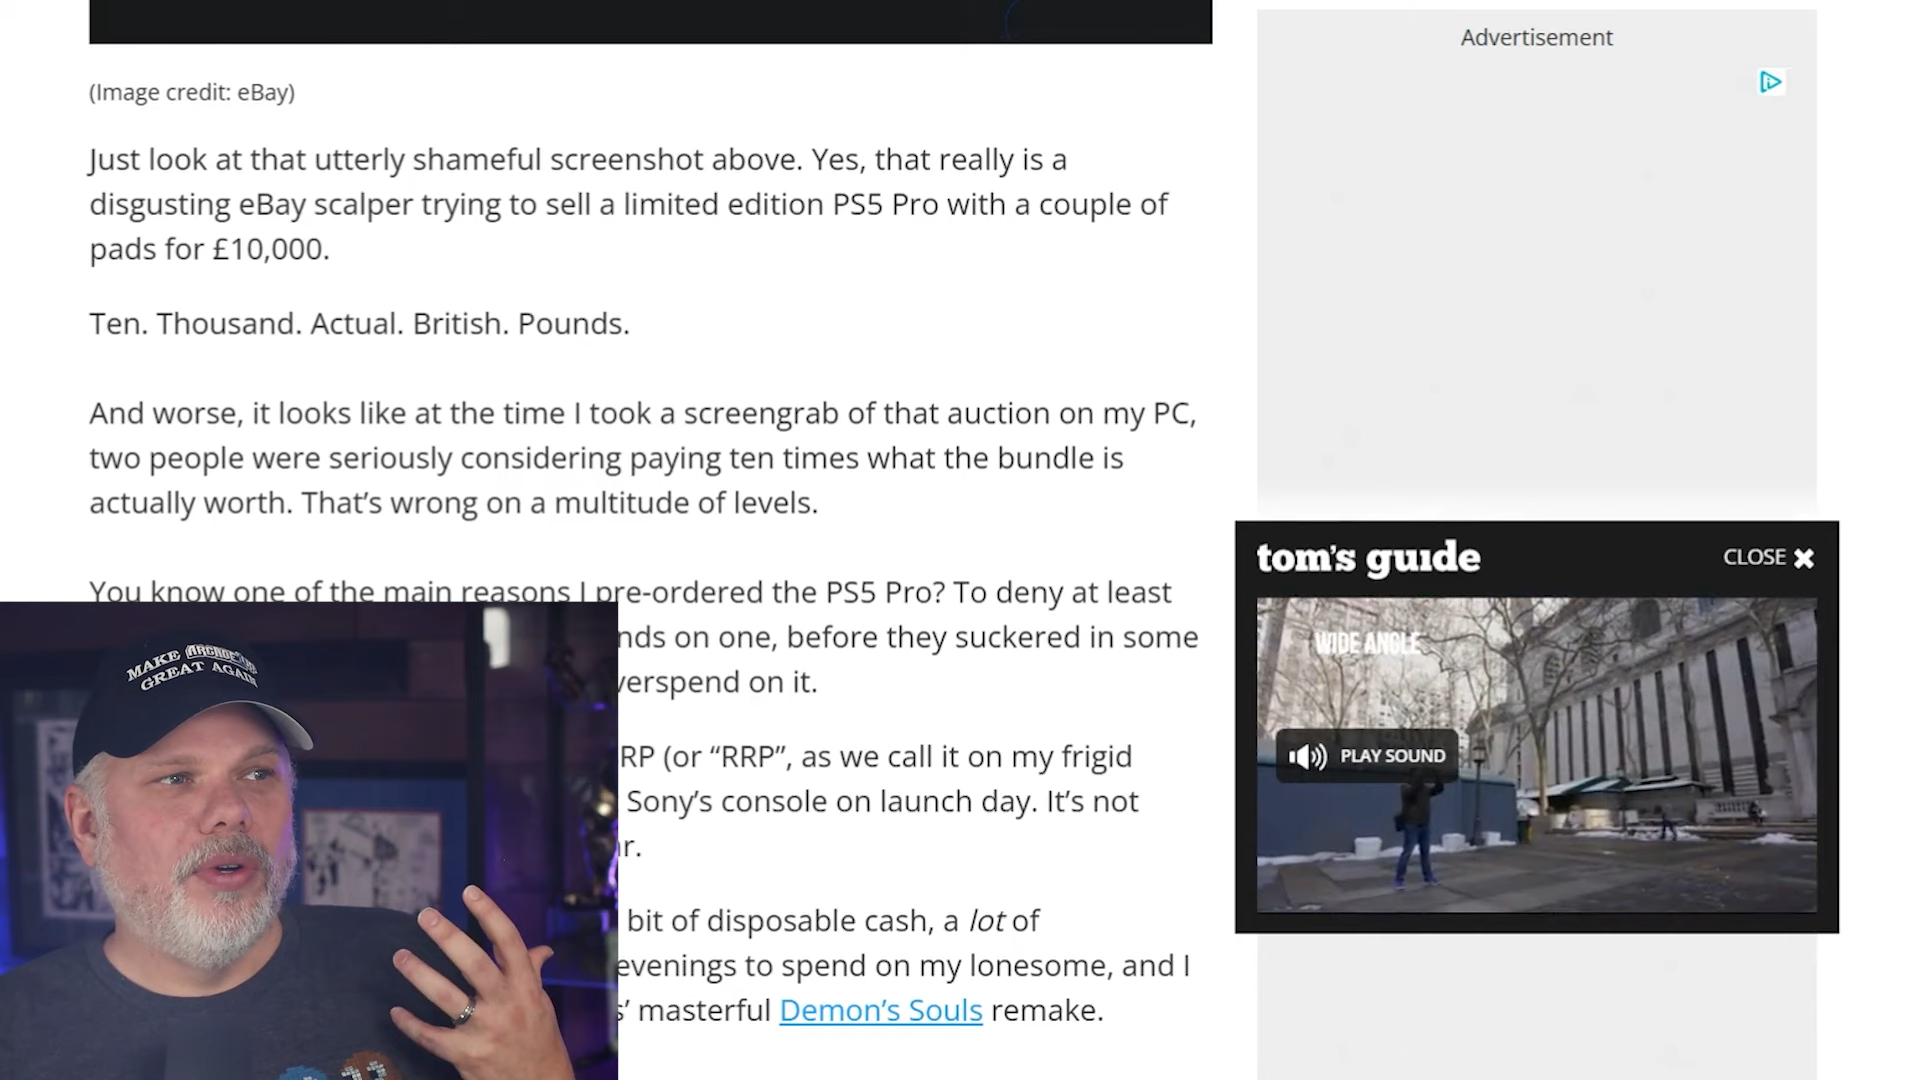 Advertisement
(Image credit: eBay)
Just look at that utterly shameful screenshot above. Yes, that really is a
disgusting eBay scalper trying to sell a limited edition PS5 Pro with a couple of
pads for £10,000.
Ten. Thousand. Actual. British. Pounds.
And worse, it looks like at the time I took a screengrab of that auction on my PC,
two people were seriously considering paying ten times what the bundle is
actually worth. That’s wrong on a multitude of levels.
You know one of the main reasons I pre-ordered the PS5 Pro? To deny at least
nds on one, before they suckered in some
verspend on it.
RP (or “RRP”, as we call it on my frigid
Sony’s console on launch day. It’s not
r.
bit of disposable cash, a lot of
evenings to spend on my lonesome, and I
s’ masterful Demon’s Souls remake.
tom's guide
CLOSE
WIDE ANGLE
PLAY SOUND
MAKE ARCADE
GREAT AGAIN